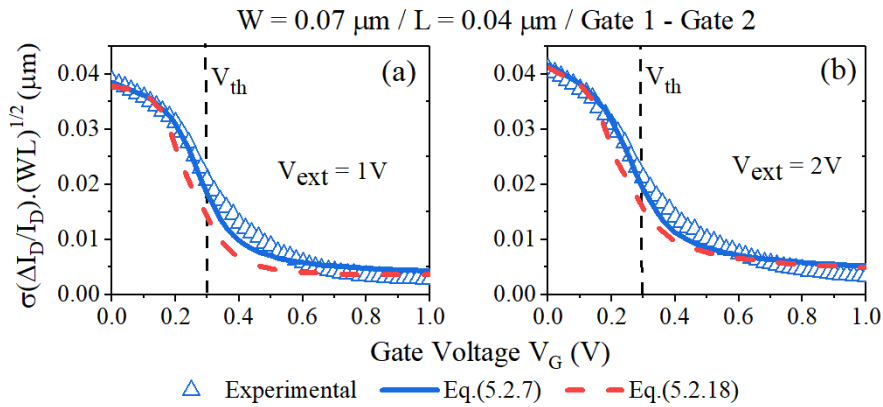 W = 0.07 μm / L = 0.04 μm / Gate 1 - Gate 2
σ(ΔI_D/I_D).(WL)^1/2 (μm)
0.04
0.03
0.02
0.01
0.00
(a)
V_th
V_ext = 1V
0.0 0.2 0.4 0.6 0.8 1.0
0.04
0.03
0.02
0.01
0.00
(b)
V_th
V_ext = 2V
0.0 0.2 0.4 0.6 0.8 1.0
Gate Voltage V_G (V)
Experimental Eq.(5.2.7) Eq.(5.2.18)